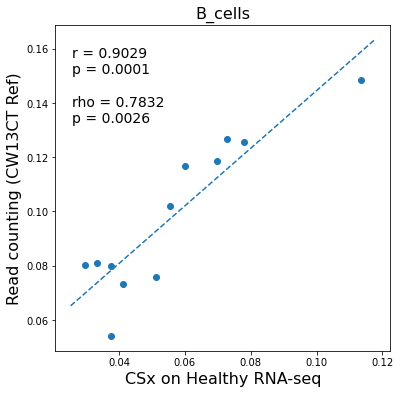 B_cells
r = 0.9029
p = 0.0001
rho = 0.7832
p = 0.0026
Read counting (CW13CT Ref)
0.16
0.14
0.12
0.10
0.08
0.06
0.04
0.06
0.08
0.10
0.12
CSx on Healthy RNA-seq